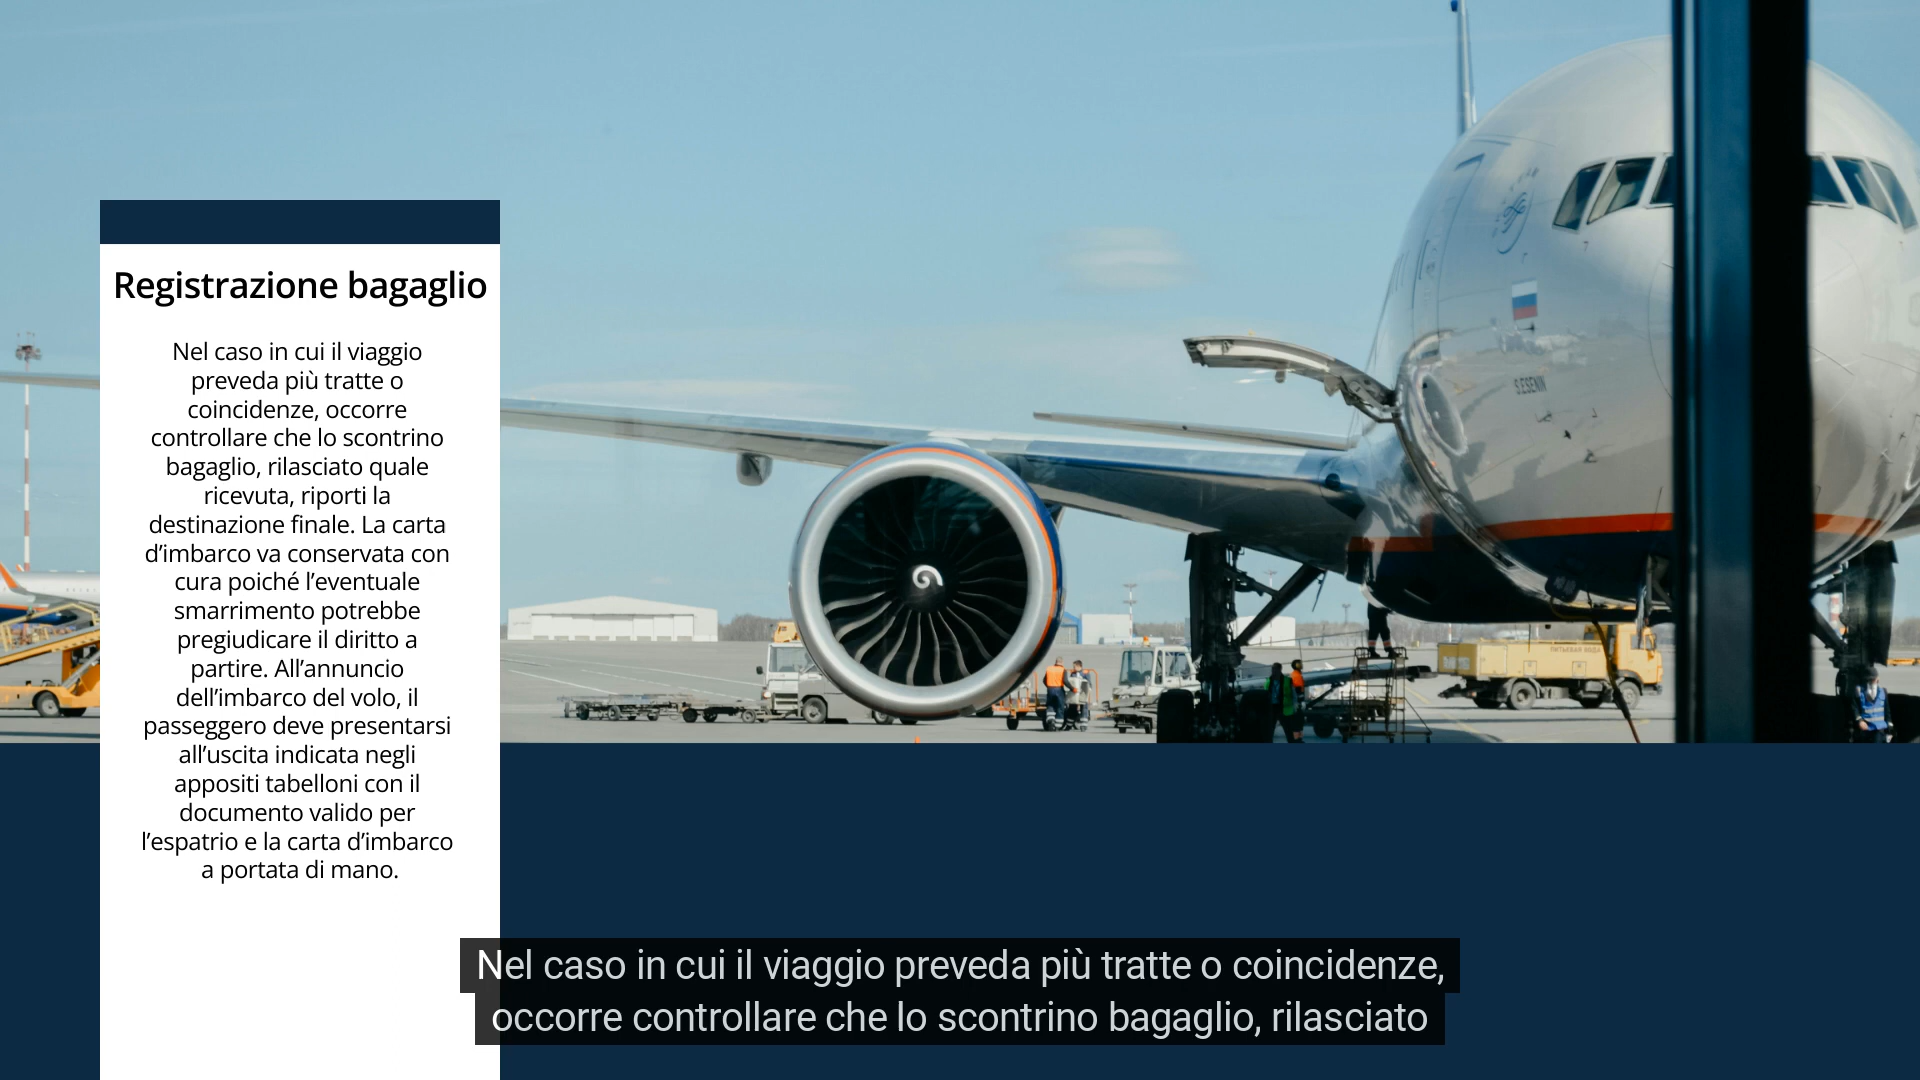 Registrazione bagaglio
Nel caso in cui il viaggio
preveda più tratte o
coincidenze, occorre
controllare che lo scontrino
bagaglio, rilasciato quale
ricevuta, riporti la
destinazione finale. La carta
d’imbarco va conservata con
cura poiché l’eventuale
smarrimento potrebbe
pregiudicare il diritto a
partire. All’annuncio
dell’imbarco del volo, il
passeggero deve presentarsi
all’uscita indicata negli
appositi tabelloni con il
documento valido per
l’espatrio e la carta d’imbarco
a portata di mano.
S.ESENIN
ПИТЬЕВАЯ ВОДА
Nel caso in cui il viaggio preveda più tratte o coincidenze,
occorre controllare che lo scontrino bagaglio, rilasciato